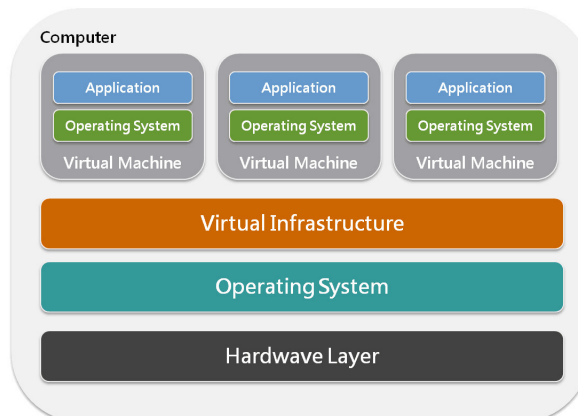 Computer
Application Application Application
Operating System Operating System Operating System
Virtual Machine Virtual Machine Virtual Machine
Virtual Infrastructure
Operating System
Hardwave Layer